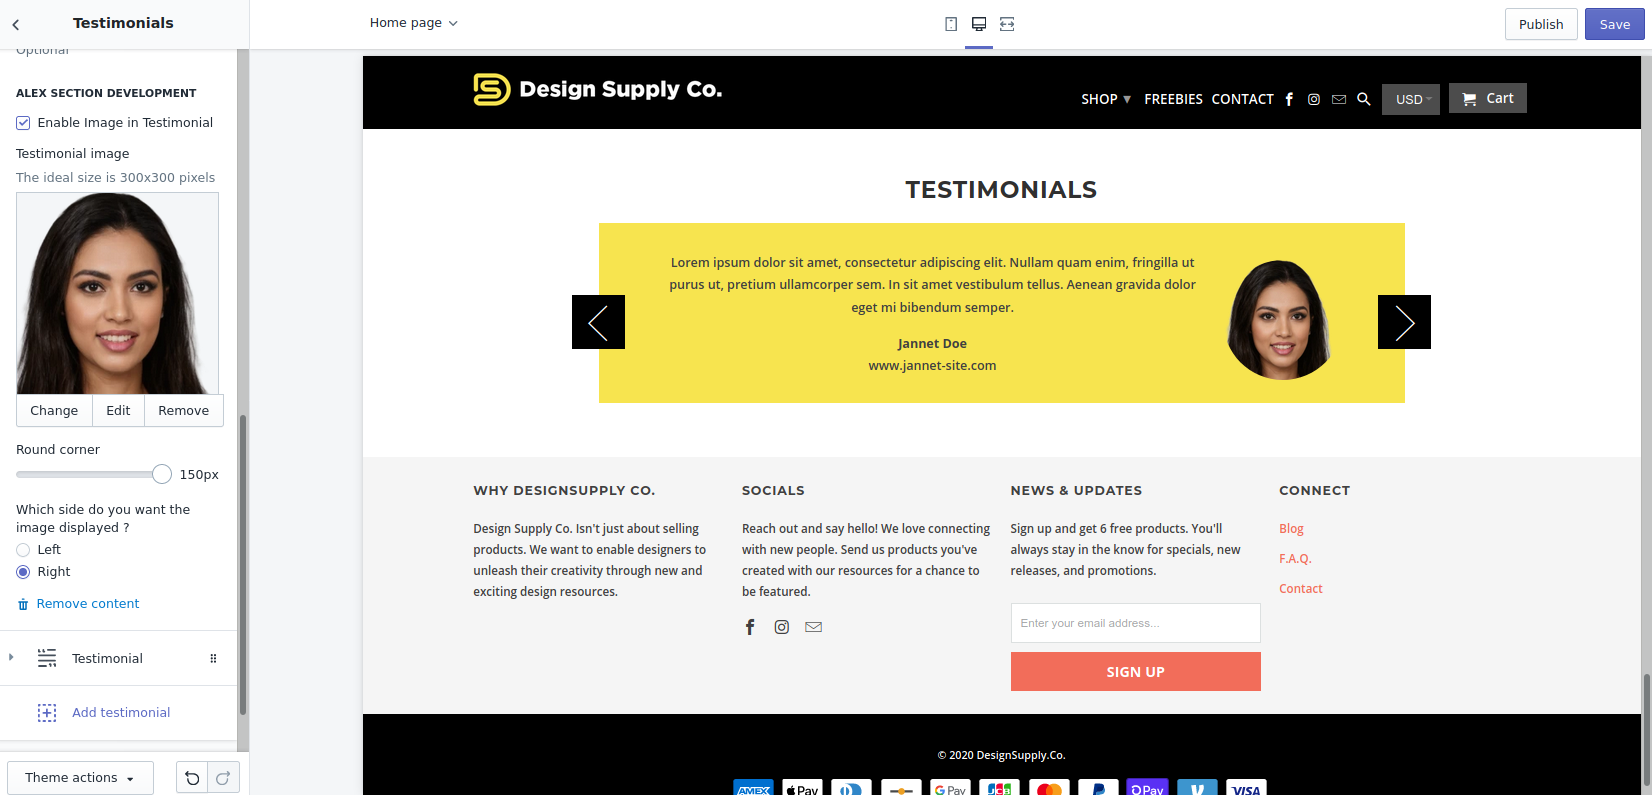 Testimonials
Home page
Publish
Save
Optional
ALEX SECTION DEVELOPMENT
Enable Image in Testimonial
Testimonial image
The ideal size is 300x300 pixels
Change
Edit
Remove
Round corner
150px
Which side do you want the
image displayed ?
Left
Right
Remove content
Testimonial
Add testimonial
Theme actions
Design Supply Co.
SHOP
FREEBIES
CONTACT
USD
Cart
TESTIMONIALS
Lorem ipsum dolor sit amet, consectetur adipiscing elit. Nullam quam enim, fringilla ut
purus ut, pretium ullamcorper sem. In sit amet vestibulum tellus. Aenean gravida dolor
eget mi bibendum semper.
Jannet Doe
www.jannet-site.com
WHY DESIGNSUPPLY CO.
Design Supply Co. Isn't just about selling
products. We want to enable designers to
unleash their creativity through new and
exciting design resources.
SOCIALS
Reach out and say hello! We love connecting
with new people. Send us products you've
created with our resources for a chance to
be featured.
NEWS & UPDATES
Sign up and get 6 free products. You'll
always stay in the know for specials, new
releases, and promotions.
Enter your email address...
SIGN UP
CONNECT
Blog
F.A.Q.
Contact
© 2020 DesignSupply.Co.
AMEX
Pay
G Pay
JCB
Pay
VISA